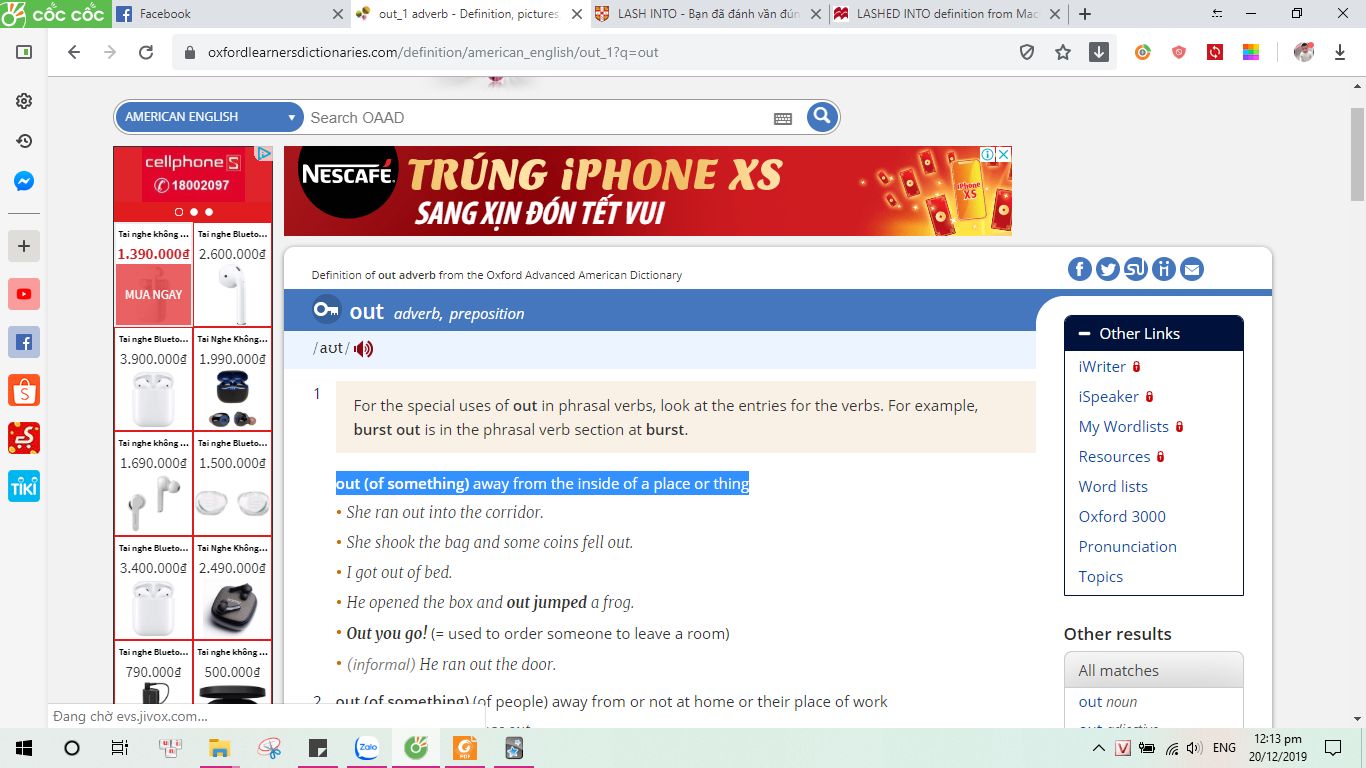 cốc cốc
Facebook
out_1 adverb - Definition, pictures,
LASH INTO - Bạn đã đánh vần đún
LASHED INTO definition from Mac
oxfordlearnersdictionaries.com/definition/american_english/out_1?q=out
AMERICAN ENGLISH
Search OAAD
cellphoneS
18002097
NESCAFÉ
TRÚNG iPHONE XS
SANG XỊN ĐÓN TẾT VUI
iPhone XS
Tai nghe không ...
1.390.000₫
MUA NGAY
Tai nghe Blueto...
2.600.000₫
Tai nghe Blueto...
3.900.000₫
Tai Nghe Không...
1.990.000₫
Tai nghe không ...
1.690.000₫
Tai nghe Blueto...
1.500.000₫
Tai nghe Blueto...
3.400.000₫
Tai Nghe Không...
2.490.000₫
Tai nghe Blueto...
790.000₫
Tai nghe không ...
500.000₫
Definition of out adverb from the Oxford Advanced American Dictionary
out adverb, preposition
/aʊt/
1
For the special uses of out in phrasal verbs, look at the entries for the verbs. For example,
burst out is in the phrasal verb section at burst.
out (of something) away from the inside of a place or thing
• She ran out into the corridor.
• She shook the bag and some coins fell out.
• I got out of bed.
• He opened the box and out jumped a frog.
• Out you go! (= used to order someone to leave a room)
• (informal) He ran out the door.
2 out (of something) (of people) away from or not at home or their place of work
Other Links
iWriter
iSpeaker
My Wordlists
Resources
Word lists
Oxford 3000
Pronunciation
Topics
Other results
All matches
out noun
out adjective
TIKI
Đang chờ evs.jivox.com...
Zalo
PDF
ENG
12:13 pm
20/12/2019